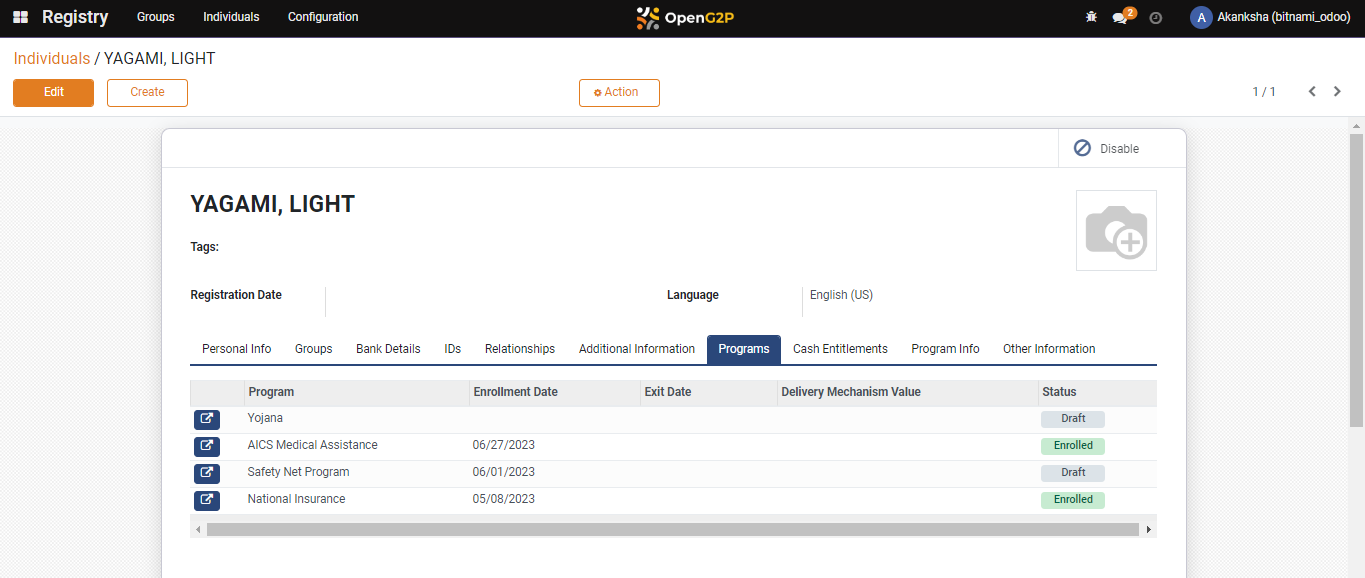 Registry Groups Individuals Configuration OpenG2P 2 A Akanksha (bitnami_odoo)
Individuals / YAGAMI, LIGHT
Edit Create Action 1 / 1
Disable
YAGAMI, LIGHT
Tags:
Registration Date Language English (US)
Personal Info Groups Bank Details IDs Relationships Additional Information Programs Cash Entitlements Program Info Other Information
Program Enrollment Date Exit Date Delivery Mechanism Value Status
Yojana Draft
AICS Medical Assistance 06/27/2023 Enrolled
Safety Net Program 06/01/2023 Draft
National Insurance 05/08/2023 Enrolled